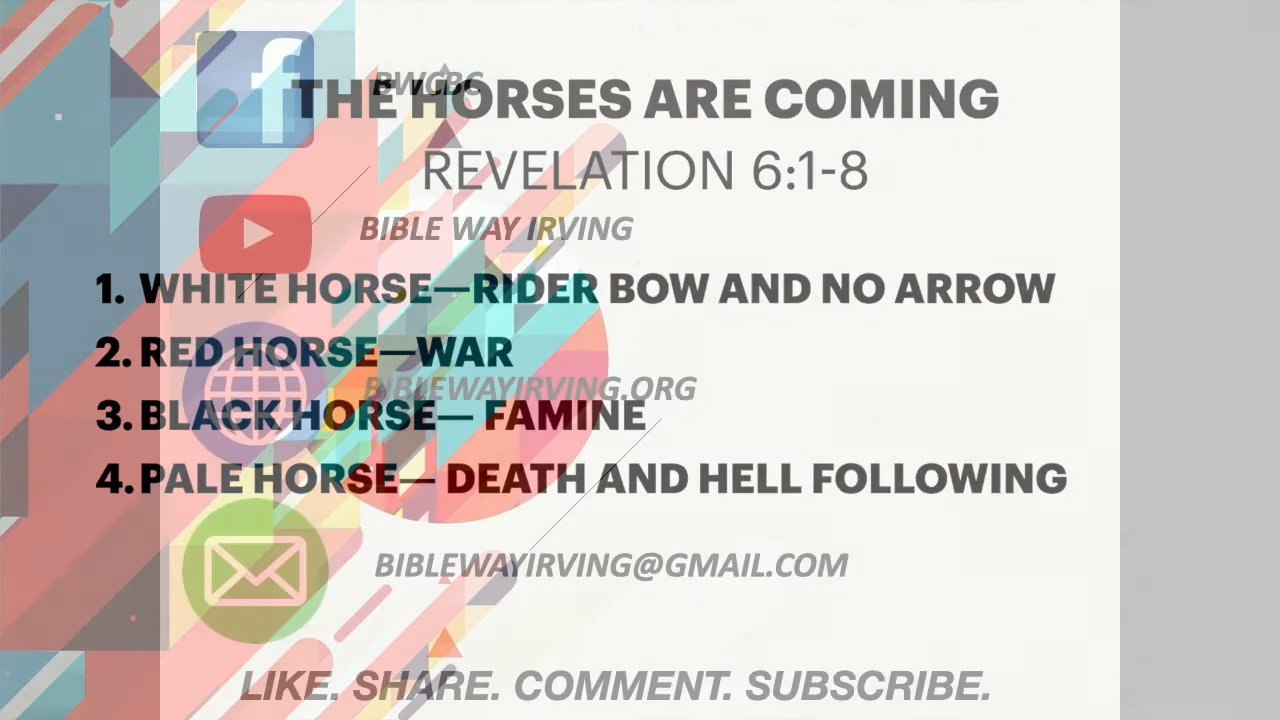 BWGBC
THE HORSES ARE COMING
REVELATION 6:1-8
BIBLE WAY IRVING
1. WHITE HORSE—RIDER BOW AND NO ARROW
2. RED HORSE—WAR
BIBLEWAYIRVING.ORG
3. BLACK HORSE— FAMINE
4. PALE HORSE— DEATH AND HELL FOLLOWING
BIBLEWAYIRVING@GMAIL.COM
LIKE. SHARE. COMMENT. SUBSCRIBE.